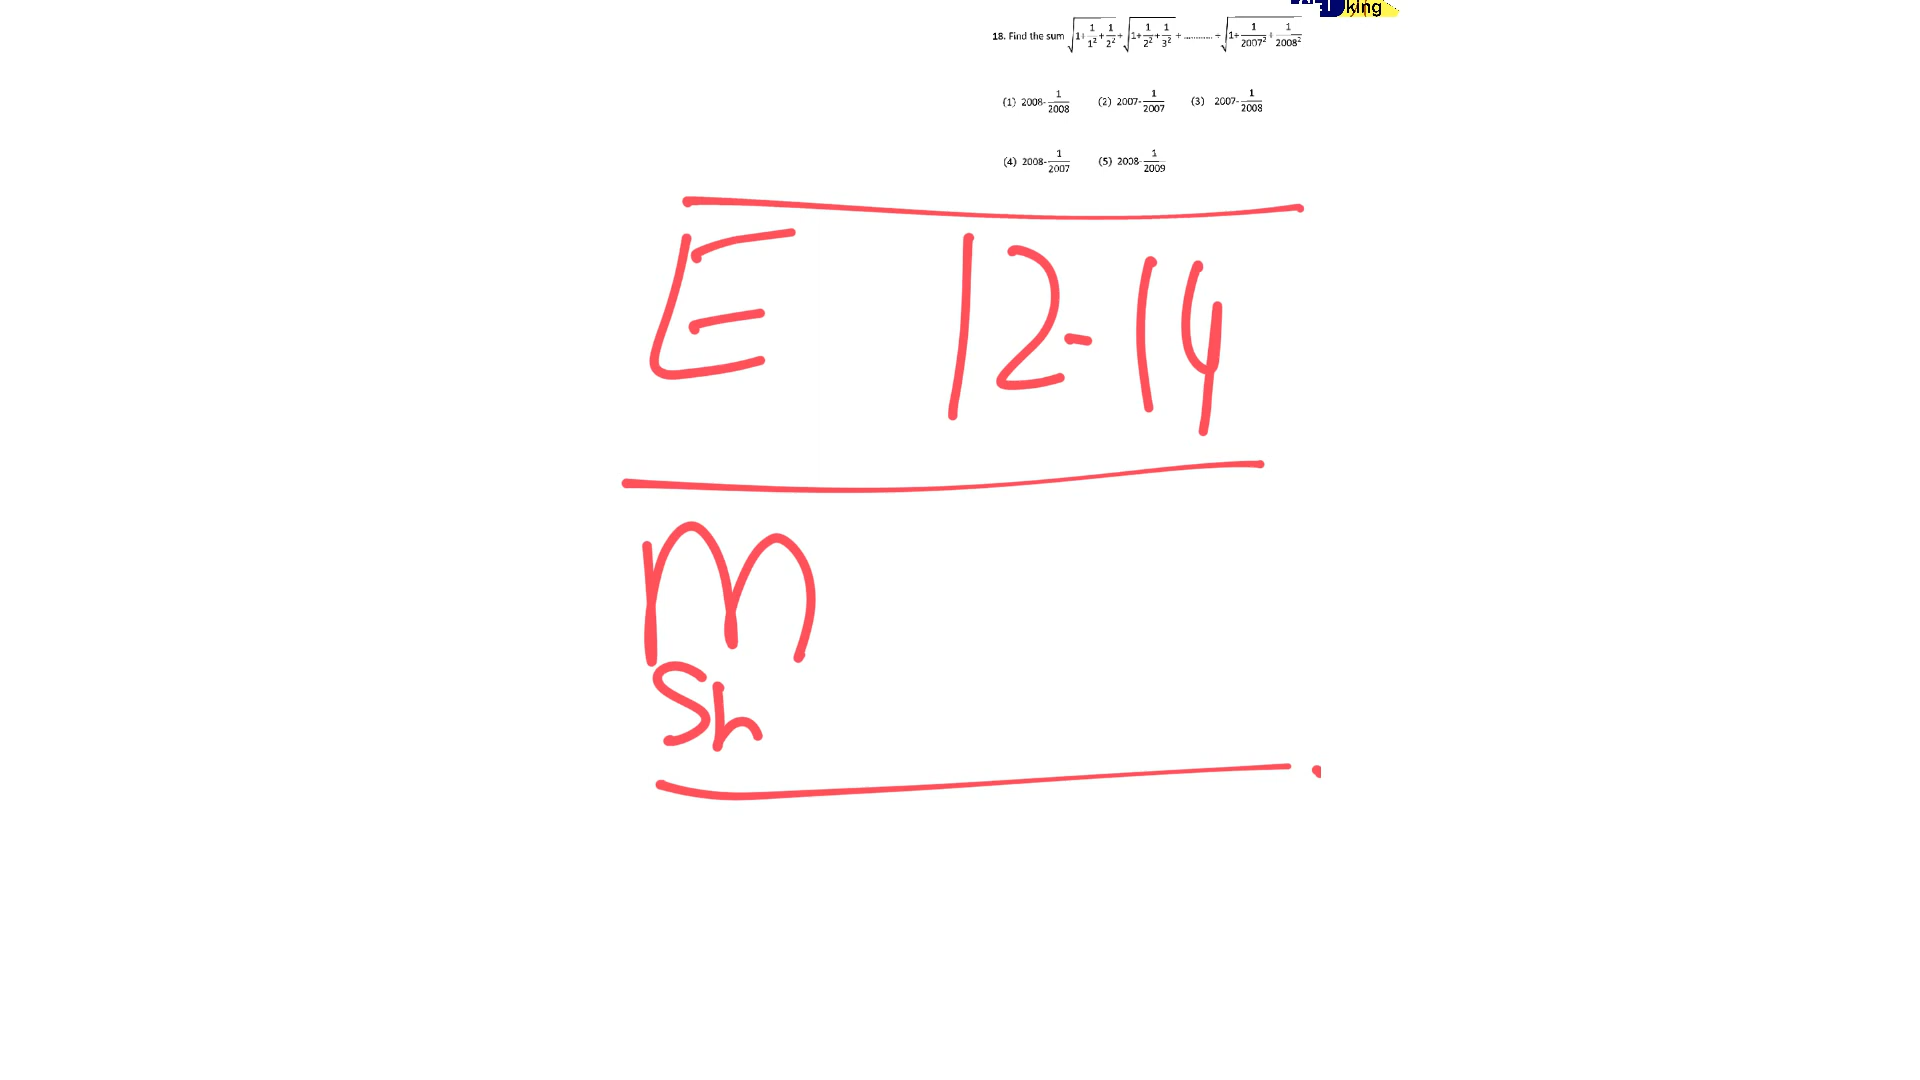 king
18. Find the sum √(1+1/1²+1/2²) + √(1+1/2²+1/3²) + ............ + √(1+1/2007²+1/2008²)
(1) 2008-1/2008 (2) 2007-1/2007 (3) 2007-1/2008
(4) 2008-1/2007 (5) 2008-1/2009
E 12-14
m
Sh